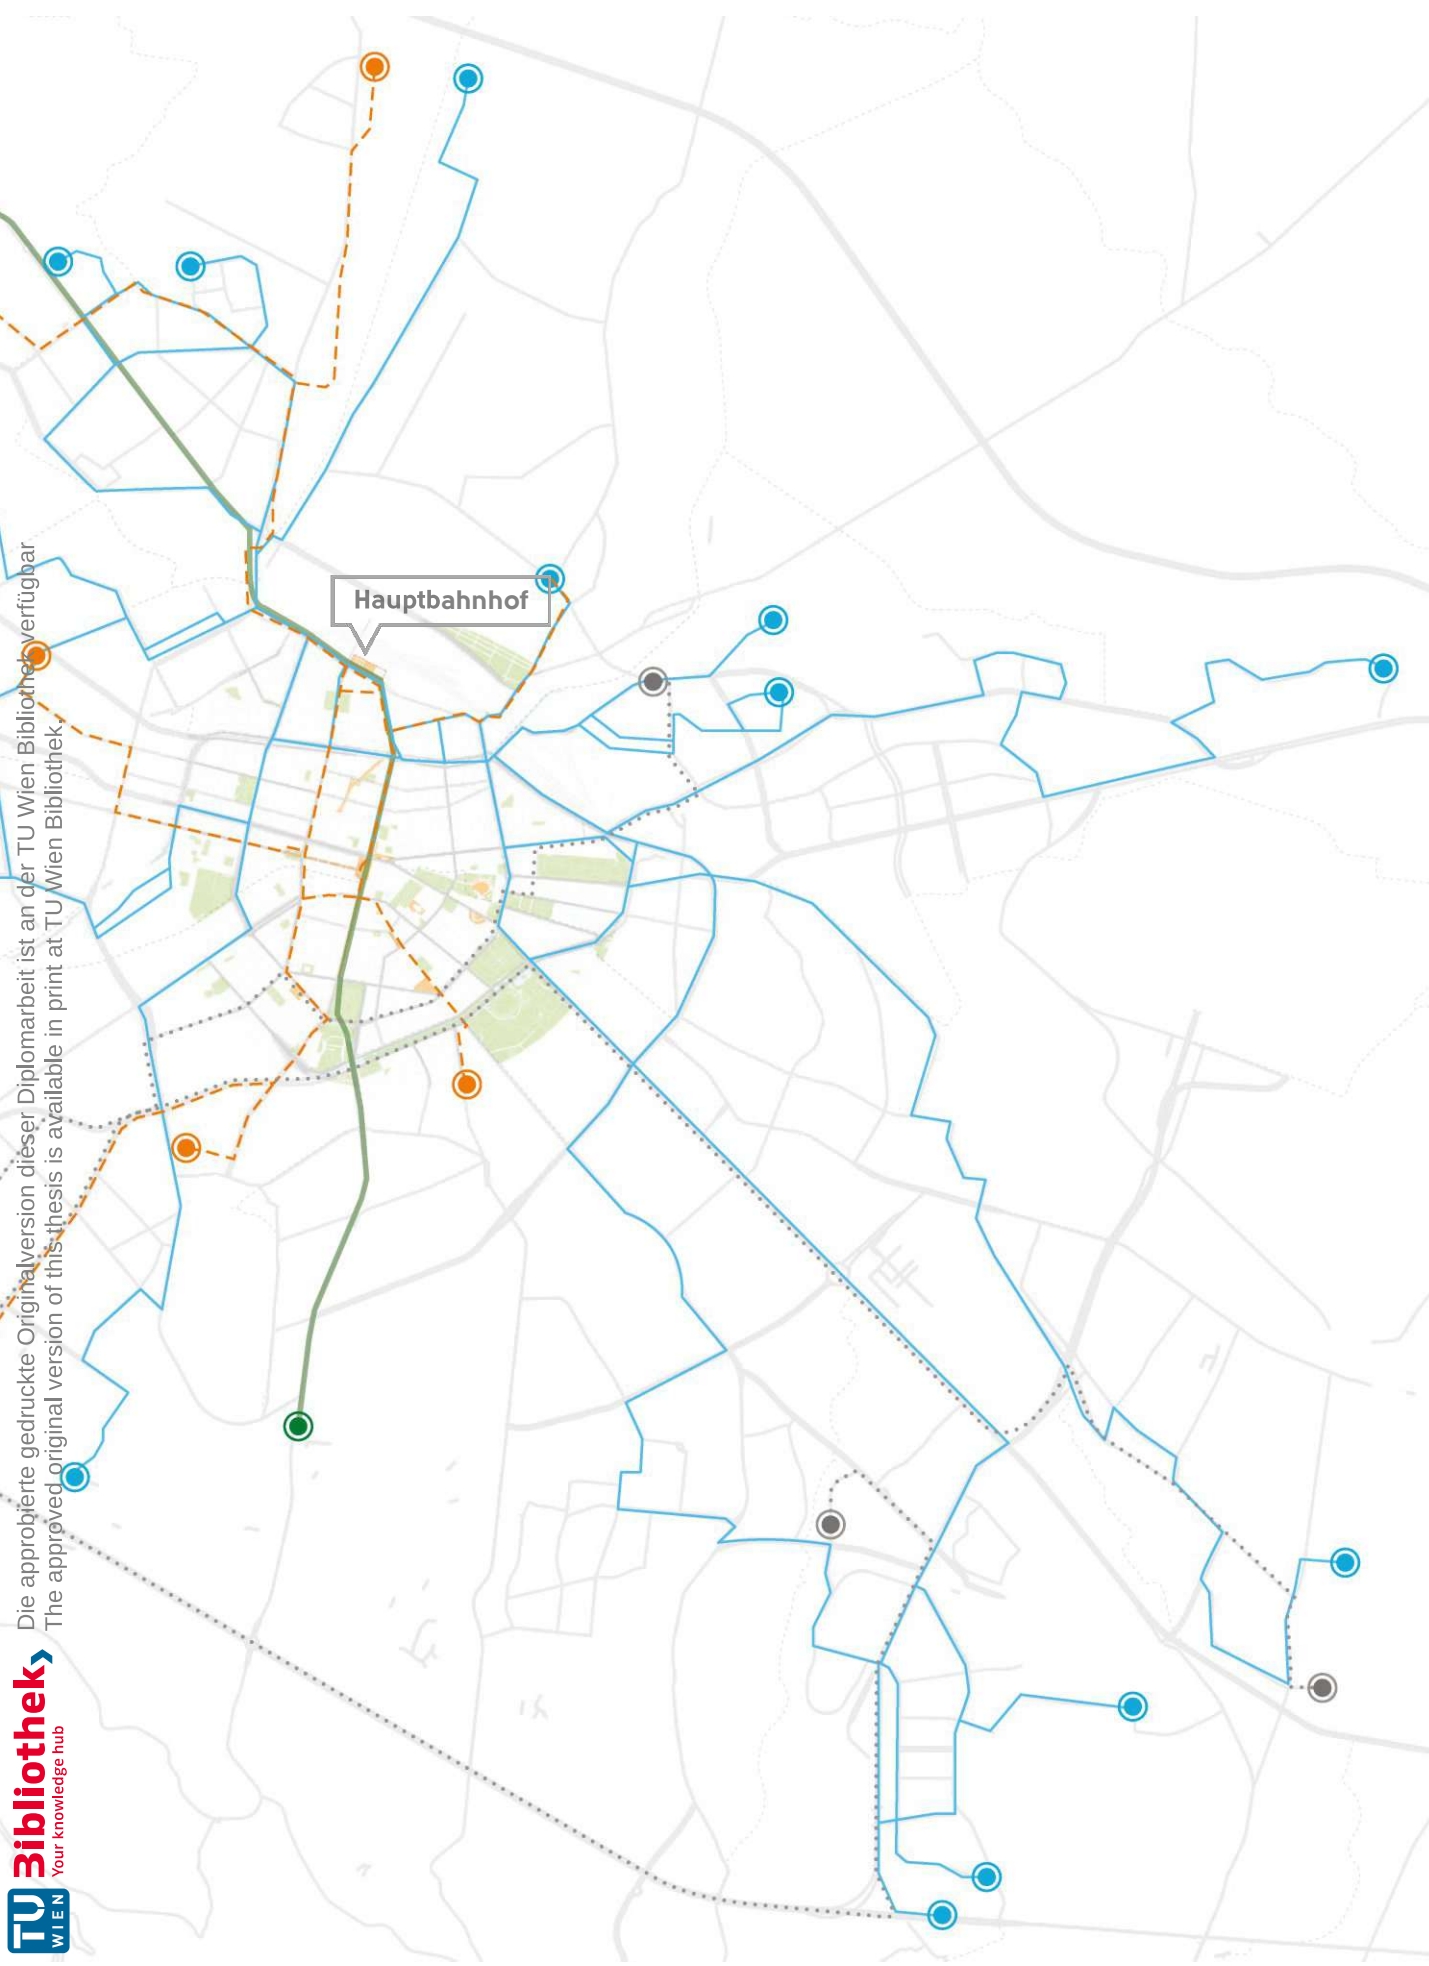 Hauptbahnhof
Die approbierte gedruckte Originalversion dieser Diplomarbeit ist an der TU Wien Bibliothek verfügbar
The approved original version of this thesis is available in print at TU Wien Bibliothek.
TU
WIEN
Bibliothek
Your knowledge hub